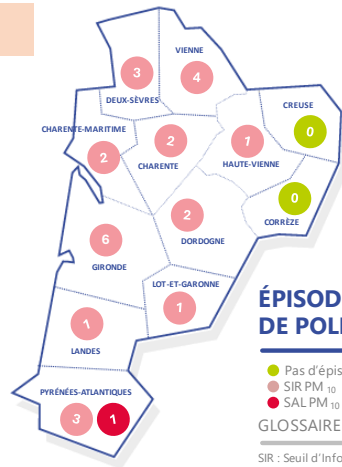 VIENNE
3
4
DEUX-SÈVRES
CREUSE
0
CHARENTE-MARITIME
2
2
CHARENTE
1
HAUTE-VIENNE
0
CORRÈZE
2
DORDOGNE
6
GIRONDE
LOT-ET-GARONNE
1
1
LANDES
ÉPISOD
DE POL
Pas d'épis
SIR PM 10
SAL PM 10
PYRÉNÉES-ATLANTIQUES
3 1
GLOSSAIRE
SIR : Seuil d'Info